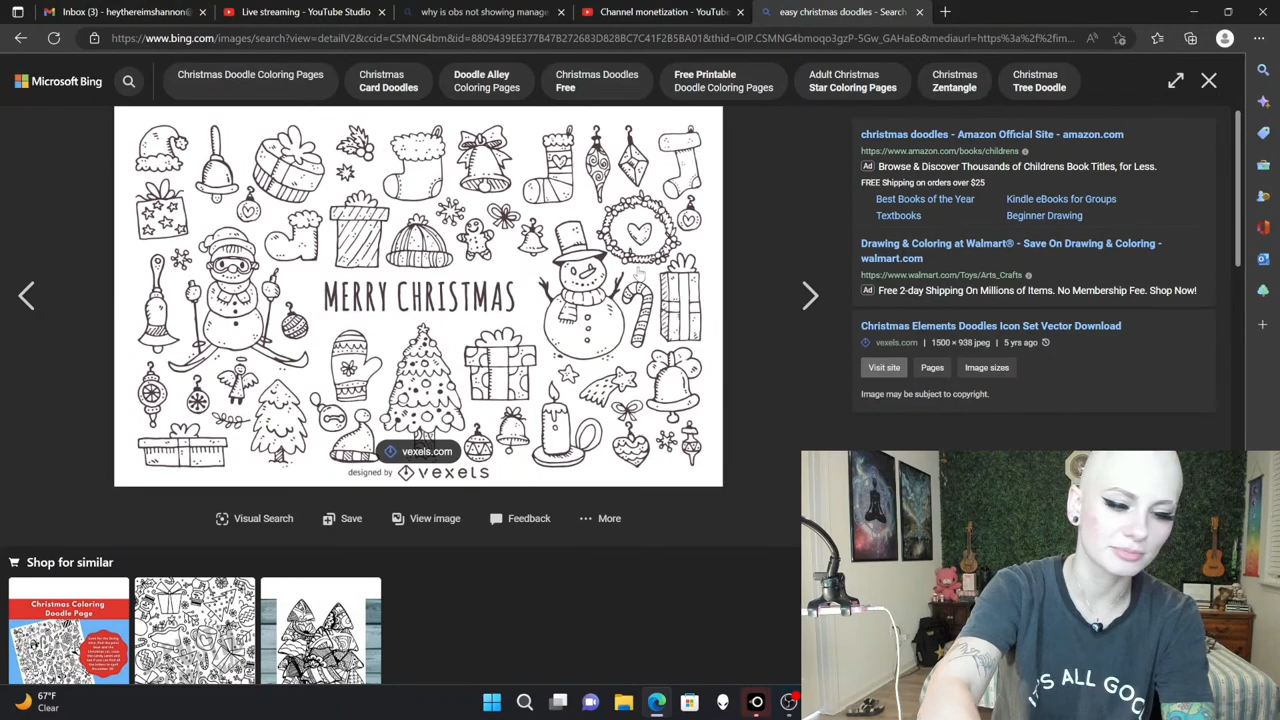 Inbox (3) - heythereimshannon@
Live streaming - YouTube Studio
why is obs not showing manage
Channel monetization - YouTube
easy christmas doodles - Search
https://www.bing.com/images/search?view=detailV2&ccid=CSMNG4bm&id=8809439EE377B47B272683D828BC7C41F2B5BA01&thid=OIP.CSMNG4bmoqo3gzP-5Gw_GAHaEo&mediaurl=https%3a%2f%2fim...
Microsoft Bing
Christmas Doodle Coloring Pages
Christmas
Card Doodles
Doodle Alley
Coloring Pages
Christmas Doodles
Free
Free Printable
Doodle Coloring Pages
Adult Christmas
Star Coloring Pages
Christmas
Zentangle
Christmas
Tree Doodle
MERRY CHRISTMAS
vexels.com
designed by vexels
christmas doodles - Amazon Official Site - amazon.com
https://www.amazon.com/books/childrens
Ad Browse & Discover Thousands of Childrens Book Titles, for Less.
FREE Shipping on orders over $25
Best Books of the Year
Kindle eBooks for Groups
Textbooks
Beginner Drawing
Drawing & Coloring at Walmart® - Save On Drawing & Coloring -
walmart.com
https://www.walmart.com/Toys/Arts_Crafts
Ad Free 2-day Shipping On Millions of Items. No Membership Fee. Shop Now!
Christmas Elements Doodles Icon Set Vector Download
vexels.com | 1500 × 938 jpeg | 5 yrs ago
Visit site
Pages
Image sizes
Image may be subject to copyright.
Visual Search
Save
View image
Feedback
More
Shop for similar
Christmas Coloring
Doodle Page
IT'S ALL GOO
67°F
Clear